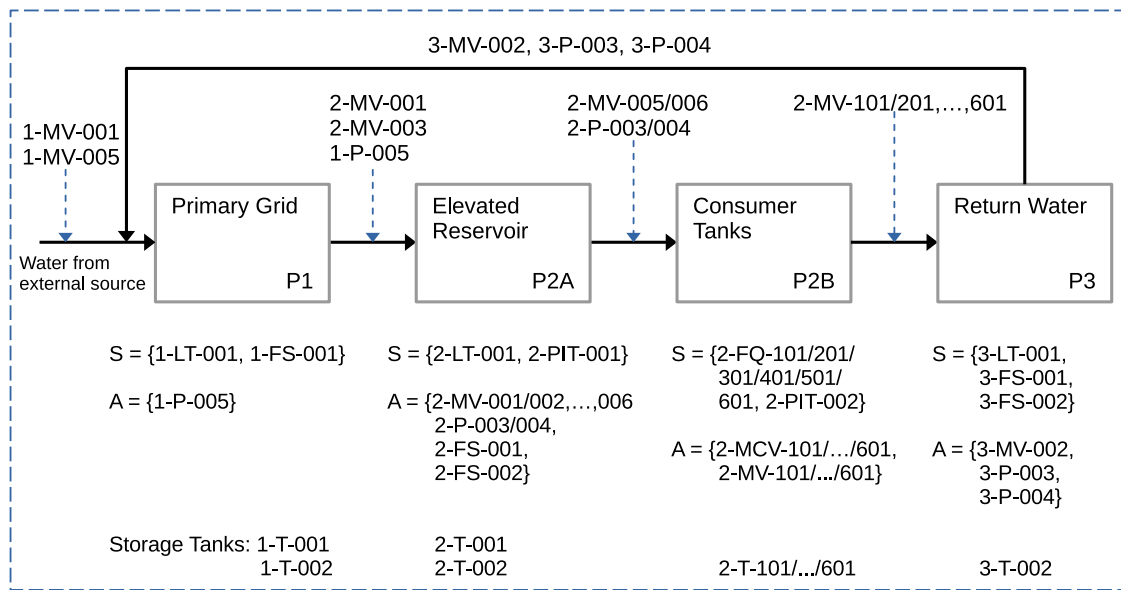 3-MV-002, 3-P-003, 3-P-004
1-MV-001
1-MV-005
2-MV-001
2-MV-003
1-P-005
2-MV-005/006
2-P-003/004
2-MV-101/201,...,601
Water from
external source
Primary Grid
P1
Elevated
Reservoir
P2A
Consumer
Tanks
P2B
Return Water
P3
S = {1-LT-001, 1-FS-001}
A = {1-P-005}
S = {2-LT-001, 2-PIT-001}
A = {2-MV-001/002,...,006
2-P-003/004,
2-FS-001,
2-FS-002}
S = {2-FQ-101/201/
301/401/501/
601, 2-PIT-002}
A = {2-MCV-101/.../601,
2-MV-101/.../601}
S = {3-LT-001,
3-FS-001,
3-FS-002}
A = {3-MV-002,
3-P-003,
3-P-004}
Storage Tanks: 1-T-001
1-T-002
2-T-001
2-T-002
2-T-101/.../601
3-T-002